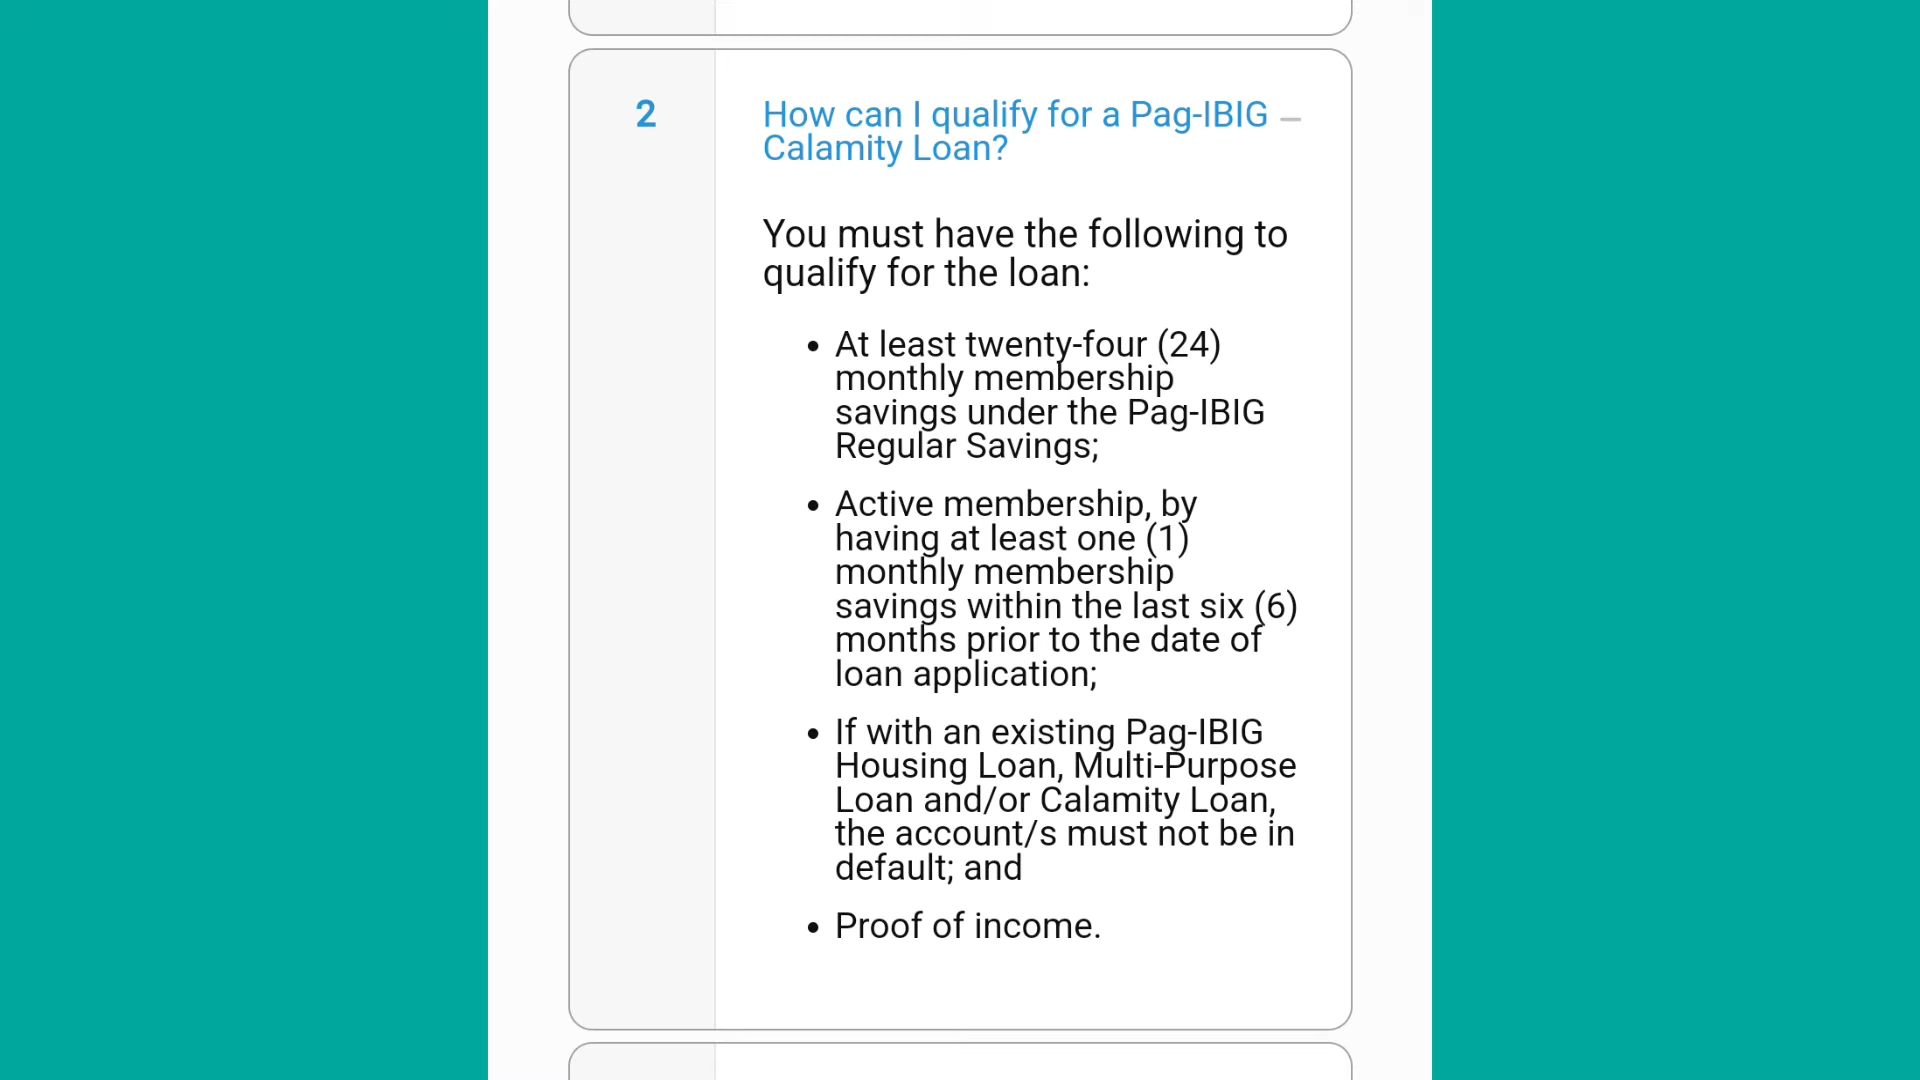 2
How can I qualify for a Pag-IBIG
Calamity Loan?
You must have the following to
qualify for the loan:
• At least twenty-four (24)
monthly membership
savings under the Pag-IBIG
Regular Savings;
• Active membership, by
having at least one (1)
monthly membership
savings within the last six (6)
months prior to the date of
loan application;
• If with an existing Pag-IBIG
Housing Loan, Multi-Purpose
Loan and/or Calamity Loan,
the account/s must not be in
default; and
• Proof of income.